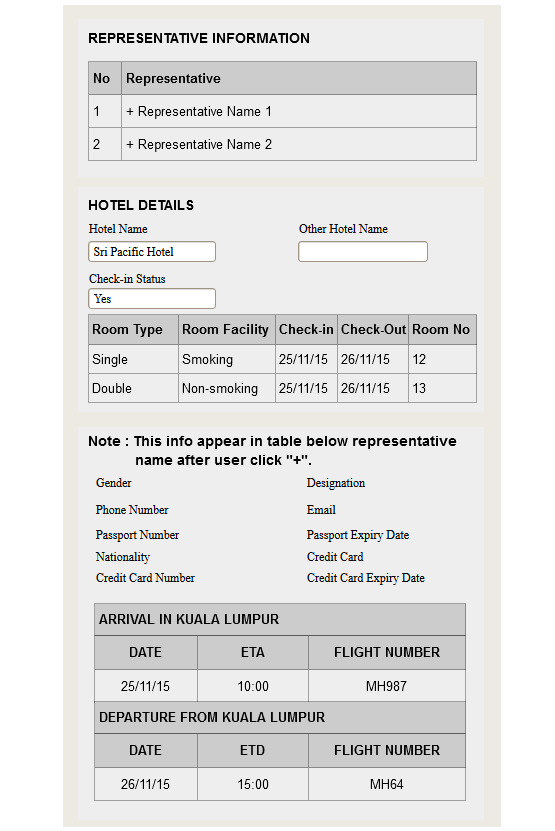 REPRESENTATIVE INFORMATION
No Representative
1 + Representative Name 1
2 + Representative Name 2
HOTEL DETAILS
Hotel Name Other Hotel Name
Sri Pacific Hotel
Check-in Status
Yes
Room Type Room Facility Check-in Check-Out Room No
Single Smoking 25/11/15 26/11/15 12
Double Non-smoking 25/11/15 26/11/15 13
Note : This info appear in table below representative
name after user click "+".
Gender Designation
Phone Number Email
Passport Number Passport Expiry Date
Nationality Credit Card
Credit Card Number Credit Card Expiry Date
ARRIVAL IN KUALA LUMPUR
DATE ETA FLIGHT NUMBER
25/11/15 10:00 MH987
DEPARTURE FROM KUALA LUMPUR
DATE ETD FLIGHT NUMBER
26/11/15 15:00 MH64